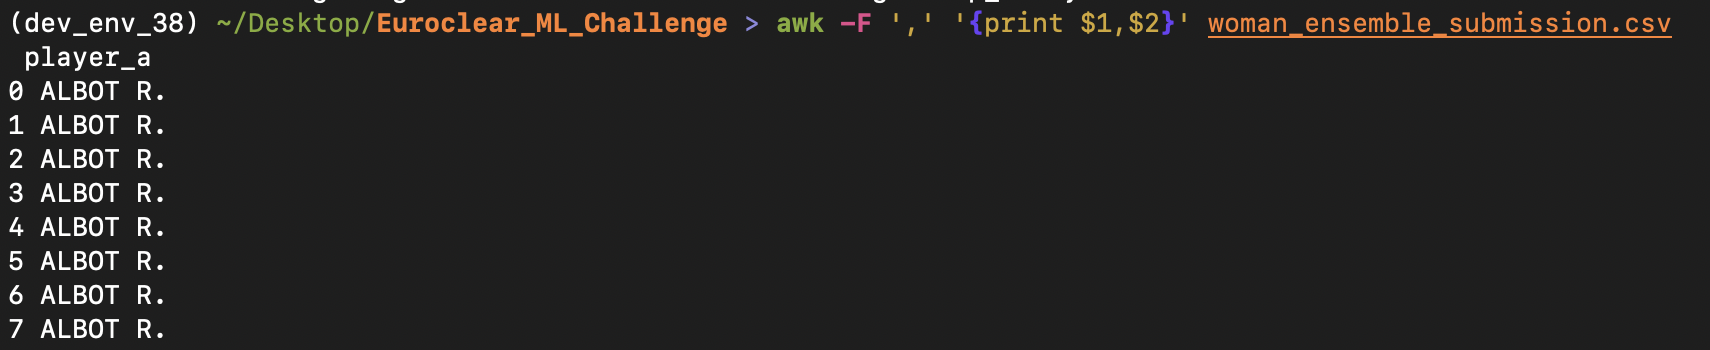 (dev_env_38) ~/Desktop/Euroclear_ML_Challenge > awk -F ',' '{print $1,$2}' woman_ensemble_submission.csv
player_a
0 ALBOT R.
1 ALBOT R.
2 ALBOT R.
3 ALBOT R.
4 ALBOT R.
5 ALBOT R.
6 ALBOT R.
7 ALBOT R.